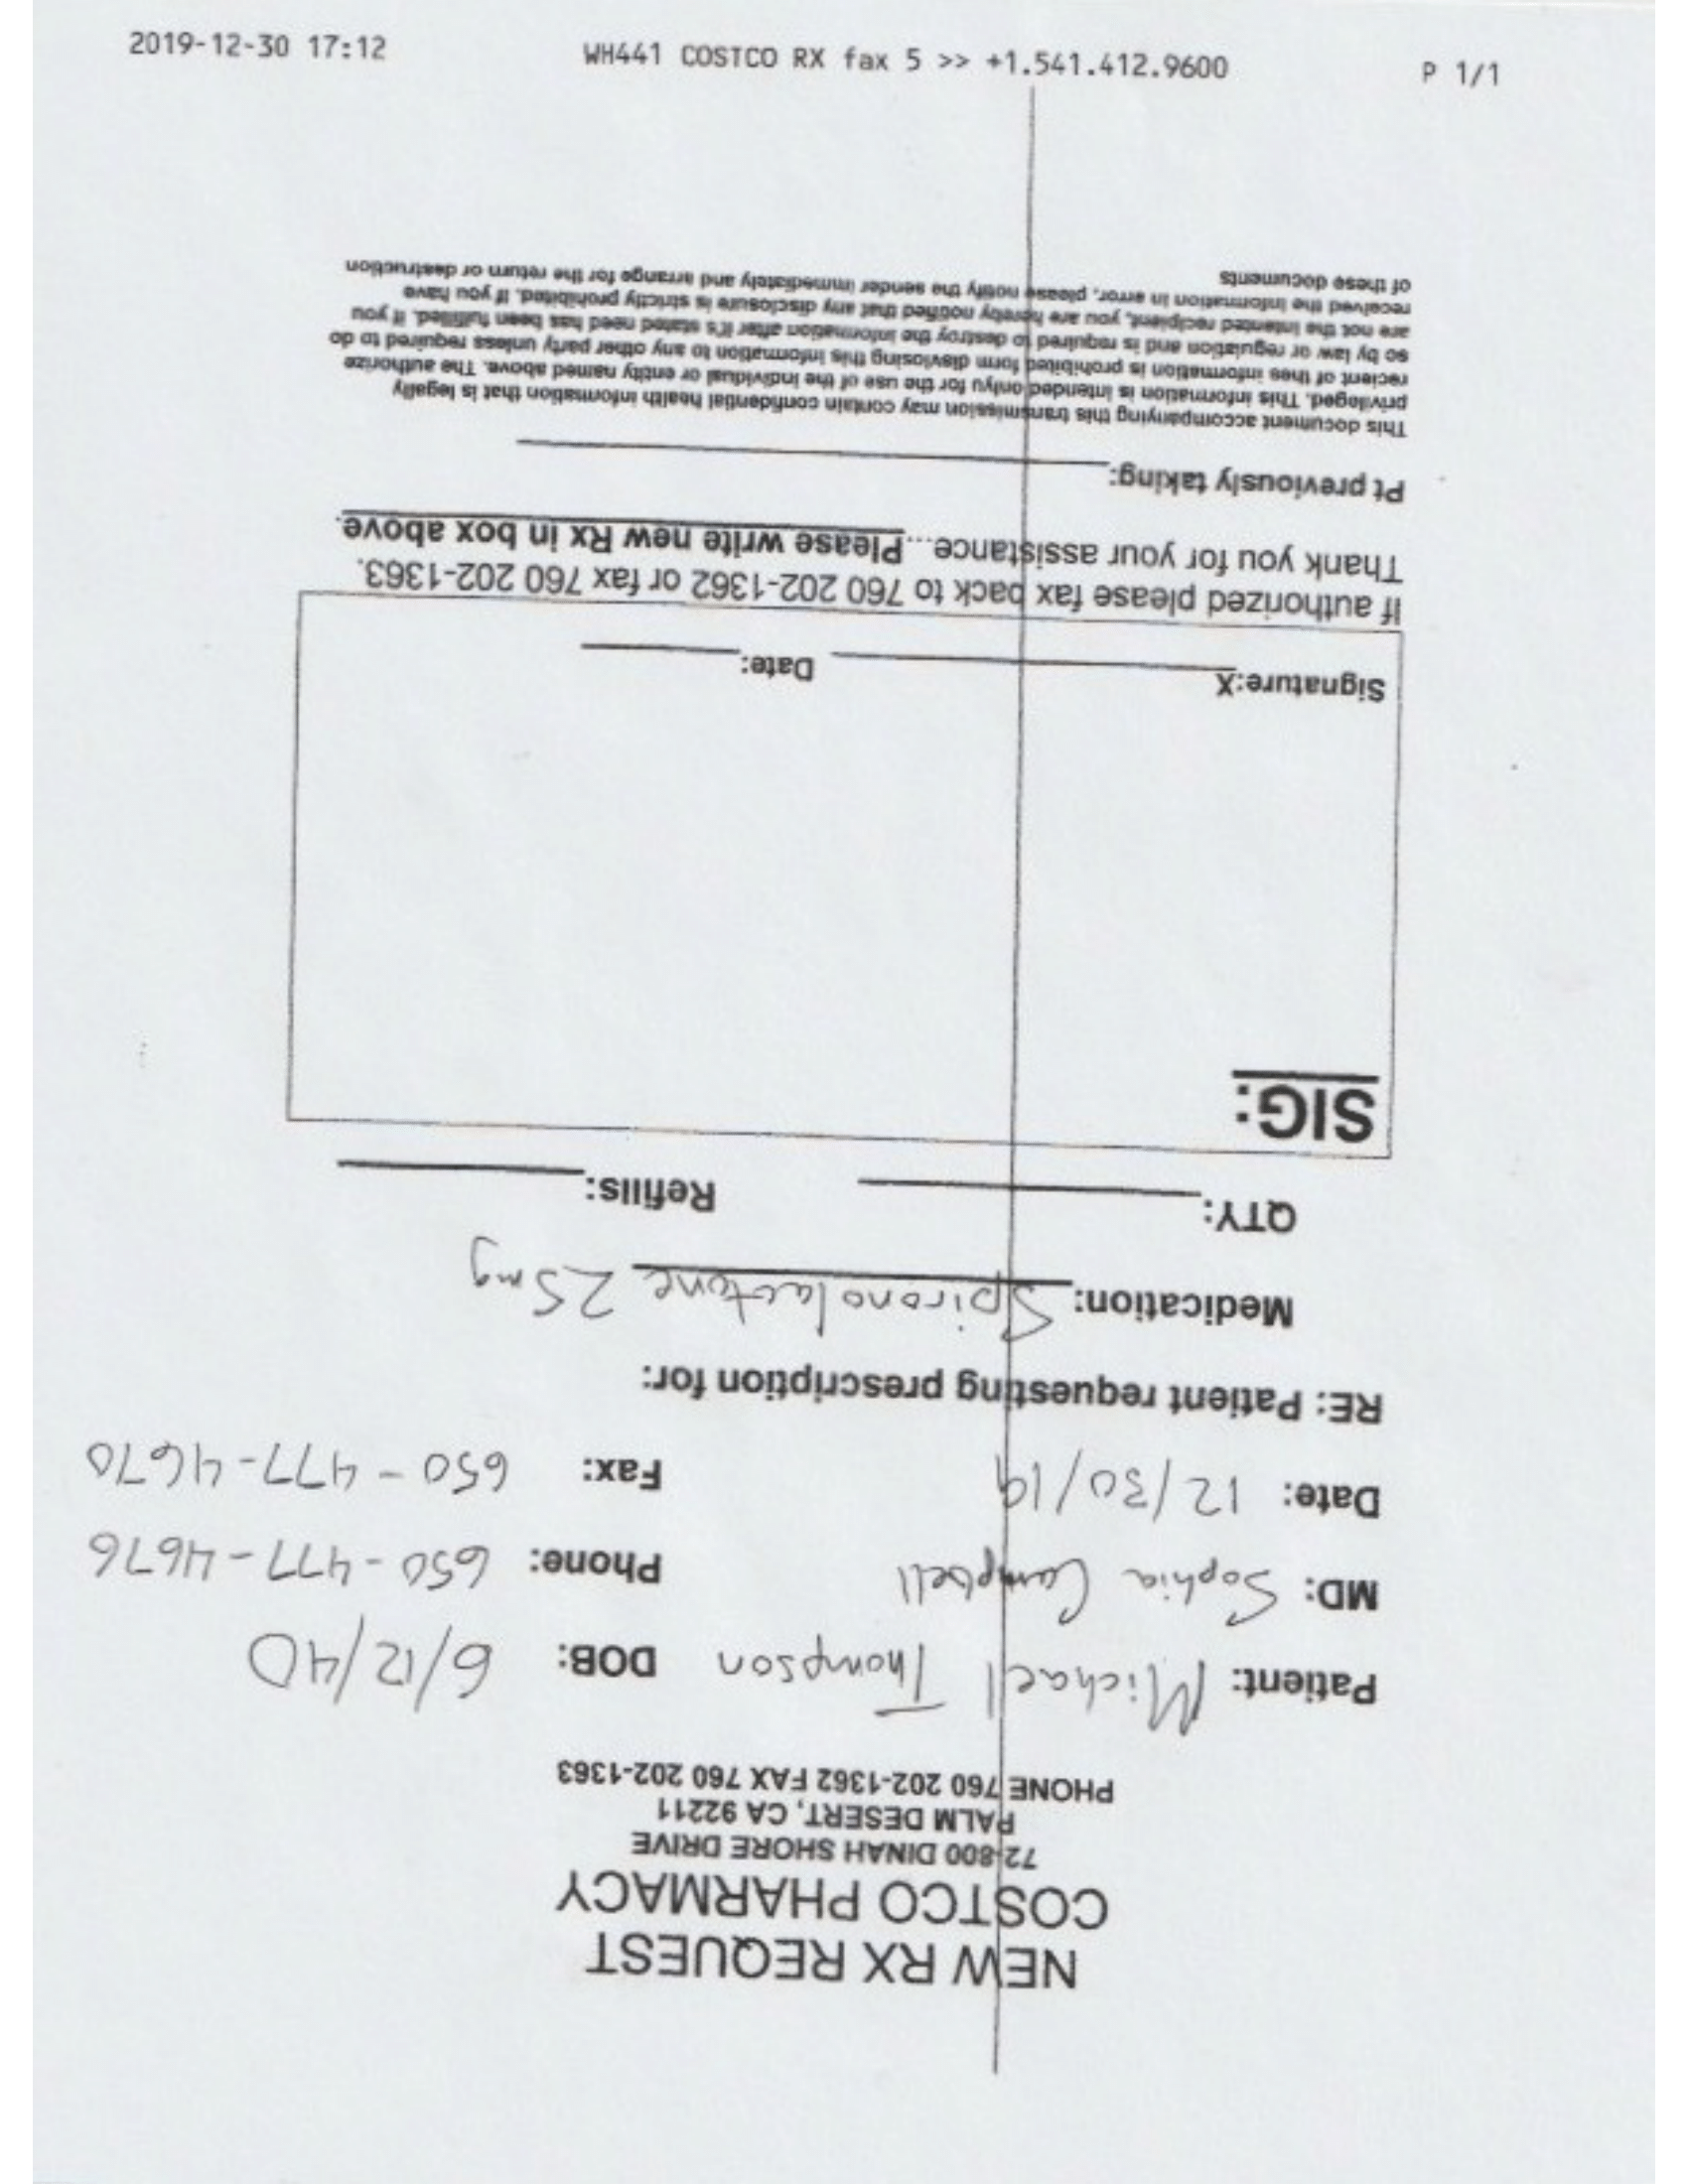 2019-12-30 17:12 WH441 COSTCO RX fax 5 >> +1.541.412.9600 P 1/1
NEW RX REQUEST
COSTCO PHARMACY
72-800 DINAH SHORE DRIVE
PALM DESERT, CA 92211
PHONE 760 202-1362 FAX 760 202-1363
Patient: Michael Thompson DOB: 6/12/40
MD: Sophia Campbell Phone: 650-477-4676
Date: 12/30/19 Fax: 650-477-4670
RE: Patient requesting prescription for:
Medication: Spironolactone 25mg
QTY: Refills:
SIG:
Signature:X Date:
If authorized please fax back to 760 202-1362 or fax 760 202-1363.
Thank you for your assistance...Please write new Rx in box above.
Pt previously taking:
This document accompanying this transmission may contain confidential health information that is legally
privileged. This information is intended onlyu for the use of the individual or entity named above. The authorize
recient of thes information is prohibited form disvlosing this information to any other party unless required to do
so by law or regulation and is required to destroy the information after it's stated need has been fulfilled. If you
are not the intented recipient, you are hereby notified that any disclosure is strictly prohibited. If you have
received the information in error, please notify the sender immediately and arrange for the return or destruction
of these documents